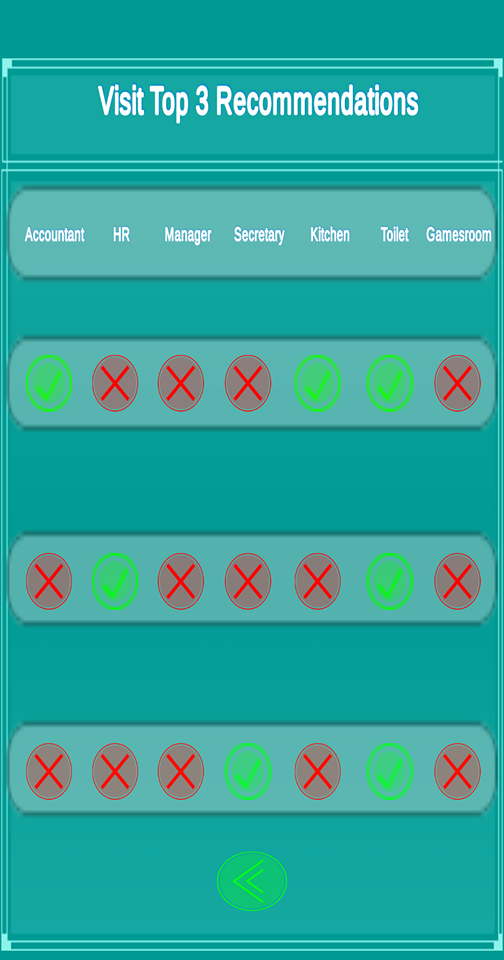 Visit Top 3 Recommendations
Accountant HR Manager Secretary Kitchen Toilet Gamesroom